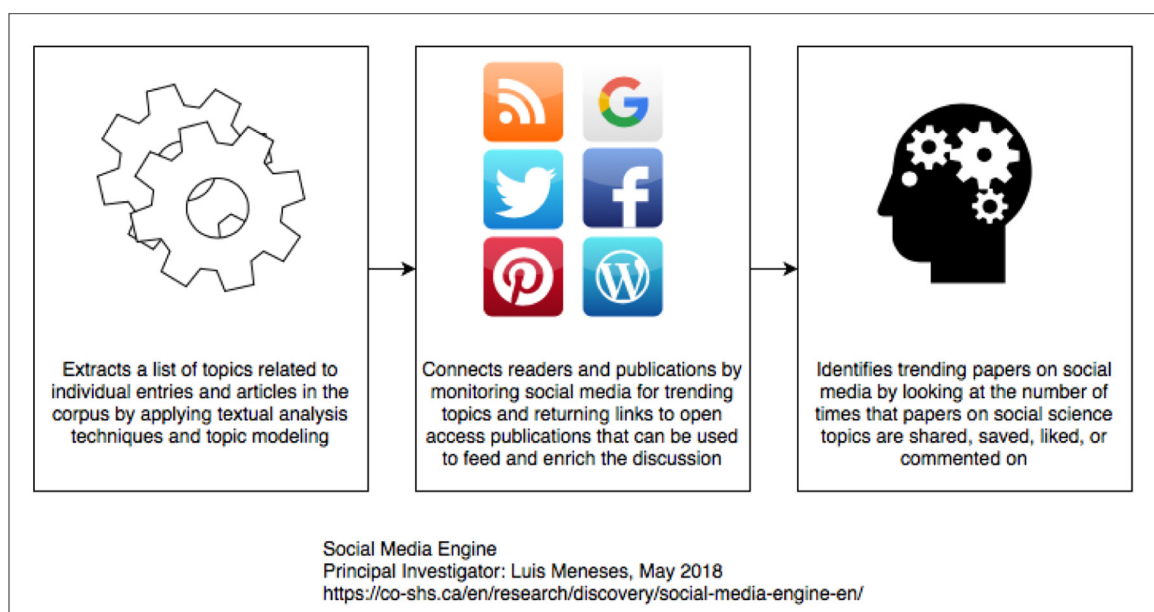 Extracts a list of topics related to
individual entries and articles in the
corpus by applying textual analysis
techniques and topic modeling
Connects readers and publications by
monitoring social media for trending
topics and returning links to open
access publications that can be used
to feed and enrich the discussion
Identifies trending papers on social
media by looking at the number of
times that papers on social science
topics are shared, saved, liked, or
commented on
Social Media Engine
Principal Investigator: Luis Meneses, May 2018
https://co-shs.ca/en/research/discovery/social-media-engine-en/